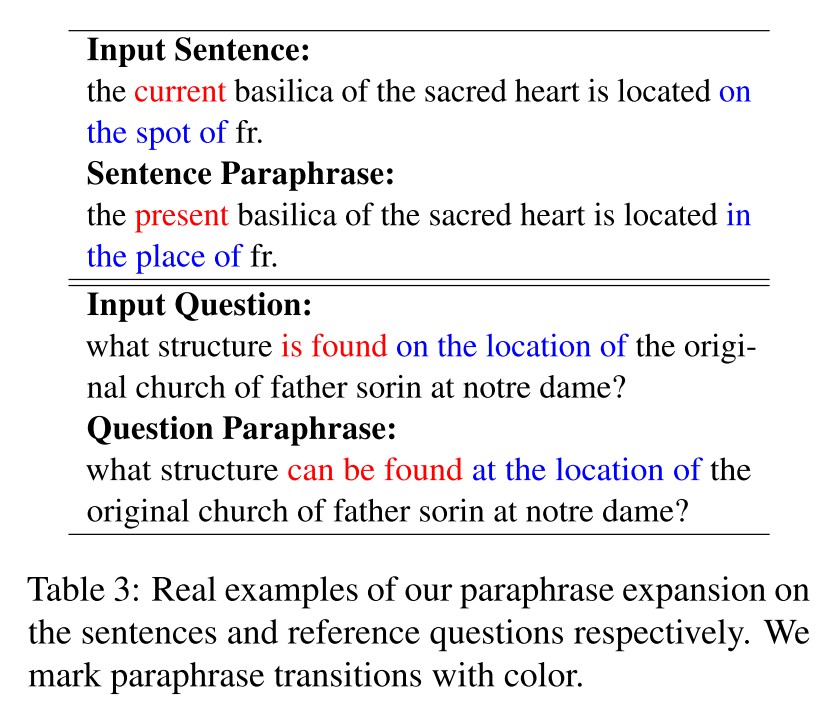 Input Sentence:
the current basilica of the sacred heart is located on
the spot of fr.
Sentence Paraphrase:
the present basilica of the sacred heart is located in
the place of fr.
Input Question:
what structure is found on the location of the origi-
nal church of father sorin at notre dame?
Question Paraphrase:
what structure can be found at the location of the
original church of father sorin at notre dame?
Table 3: Real examples of our paraphrase expansion on
the sentences and reference questions respectively. We
mark paraphrase transitions with color.